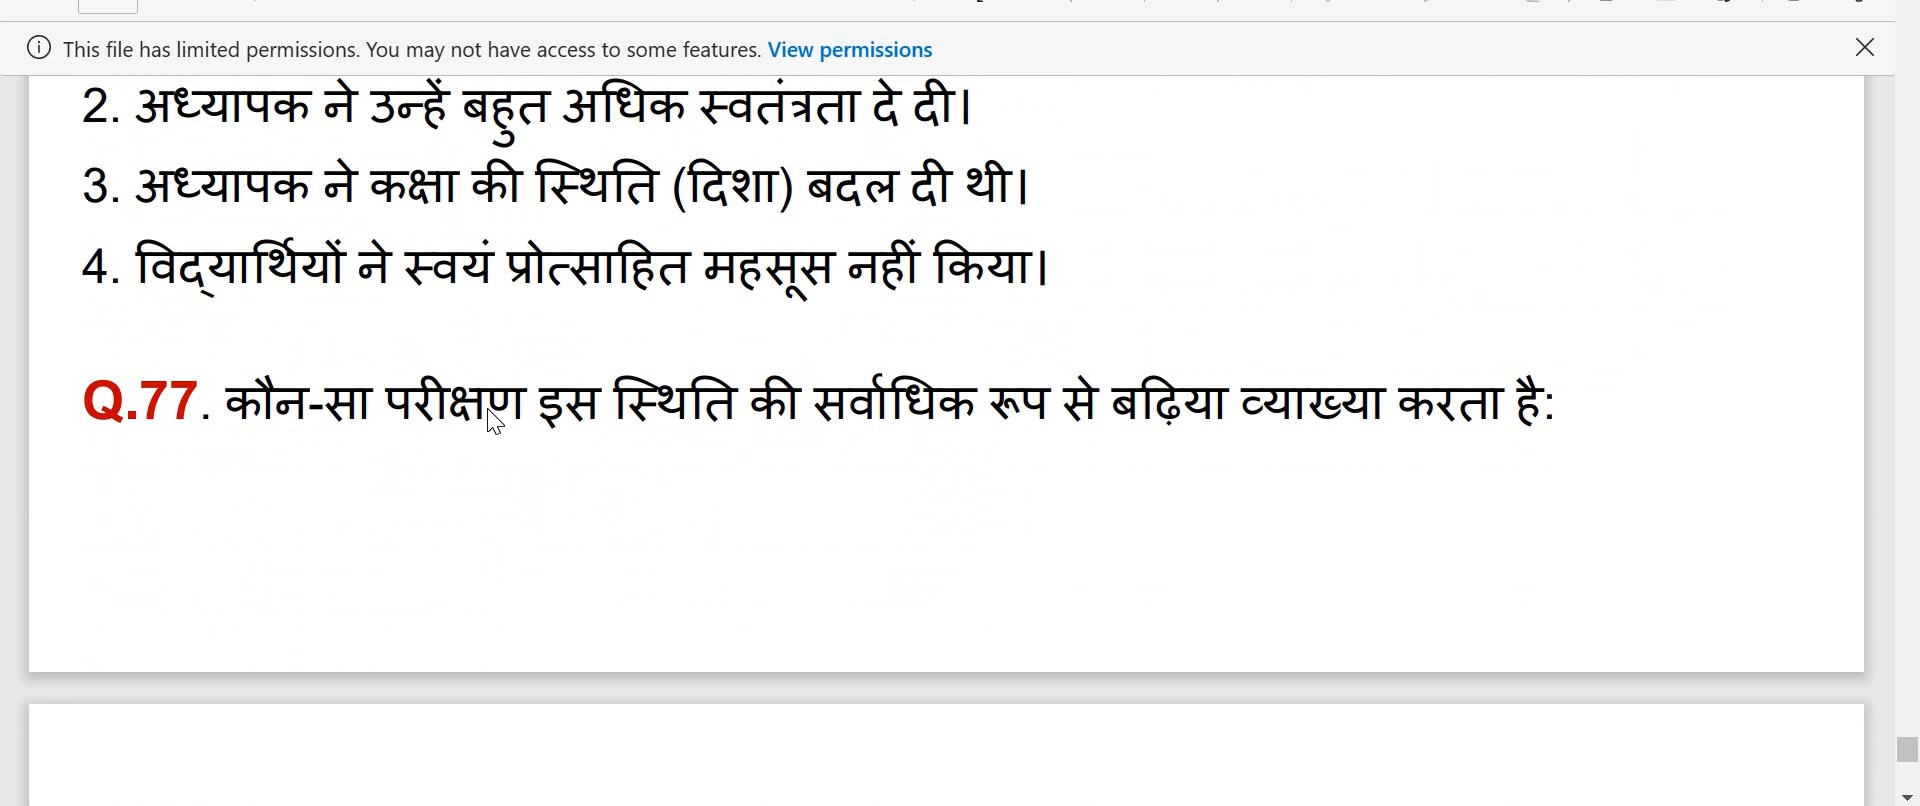 This file has limited permissions. You may not have access to some features. View permissions
2. अध्यापक ने उन्हें बहुत अधिक स्वतंत्रता दे दी।
3. अध्यापक ने कक्षा की स्थिति (दिशा) बदल दी थी।
4. विद्यार्थियों ने स्वयं प्रोत्साहित महसूस नहीं किया।
Q.77. कौन-सा परीक्षण इस स्थिति की सर्वाधिक रूप से बढ़िया व्याख्या करता है: